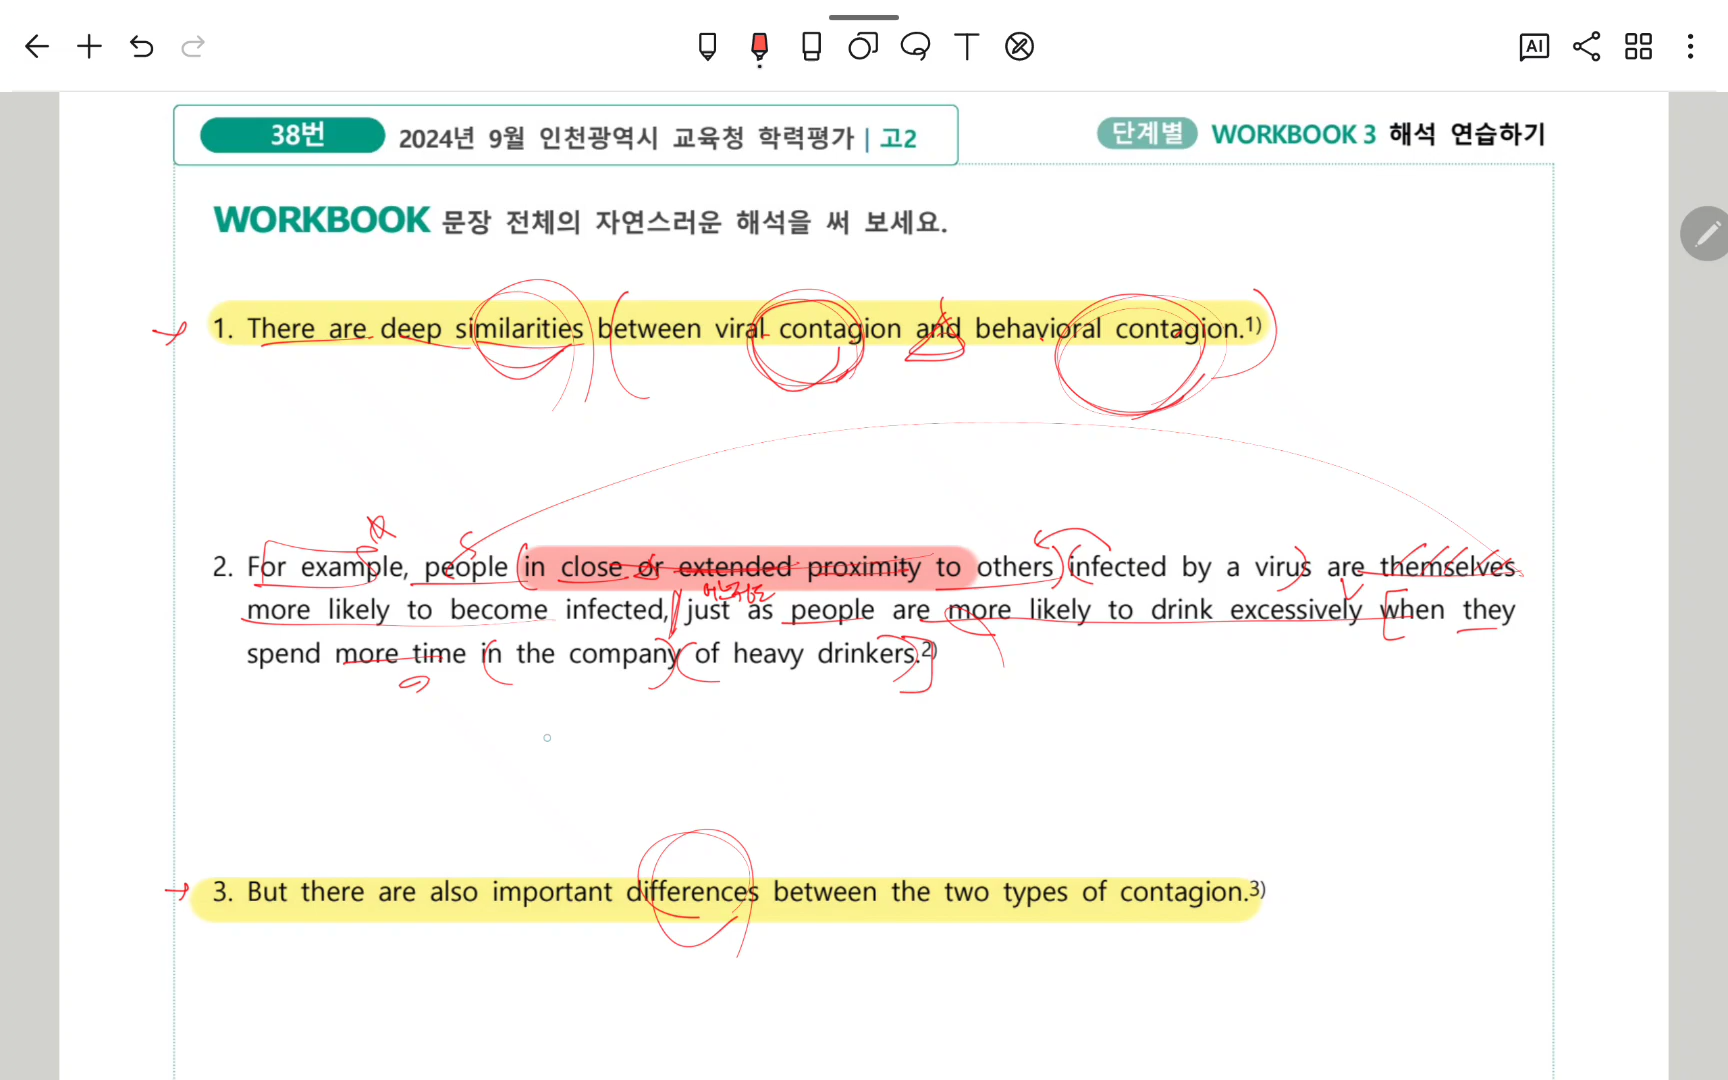 AI
38번 2024년 9월 인천광역시 교육청 학력평가 | 고2
단계별 WORKBOOK 3 해석 연습하기
WORKBOOK 문장 전체의 자연스러운 해석을 써 보세요.
1. There are deep similarities between viral contagion and behavioral contagion.1)
2. For example, people in close or extended proximity to others infected by a virus are themselves
more likely to become infected, just as people are more likely to drink excessively when they
spend more time in the company of heavy drinkers.2)
3. But there are also important differences between the two types of contagion.3)